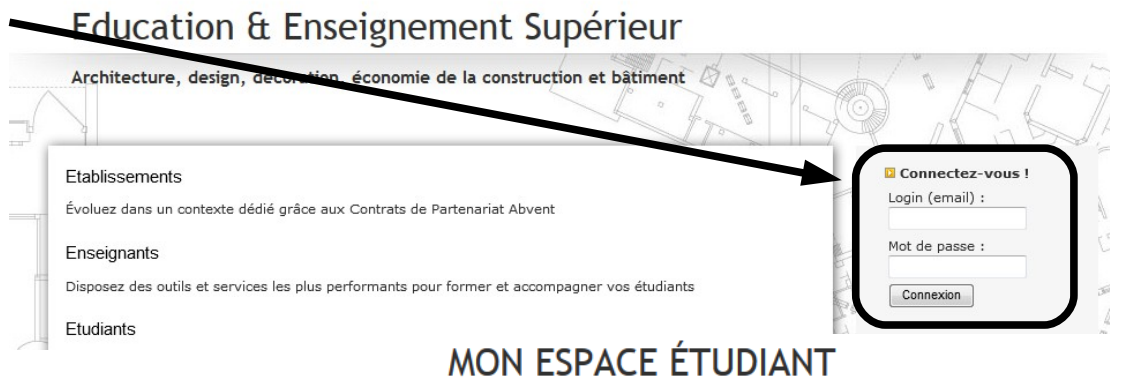 Education & Enseignement Supérieur
Architecture, design, décoration, économie de la construction et bâtiment
Etablissements
Évoluez dans un contexte dédié grâce aux Contrats de Partenariat Abvent
Enseignants
Disposez des outils et services les plus performants pour former et accompagner vos étudiants
Etudiants
Connectez-vous !
Login (email) :
Mot de passe :
Connexion
MON ESPACE ÉTUDIANT